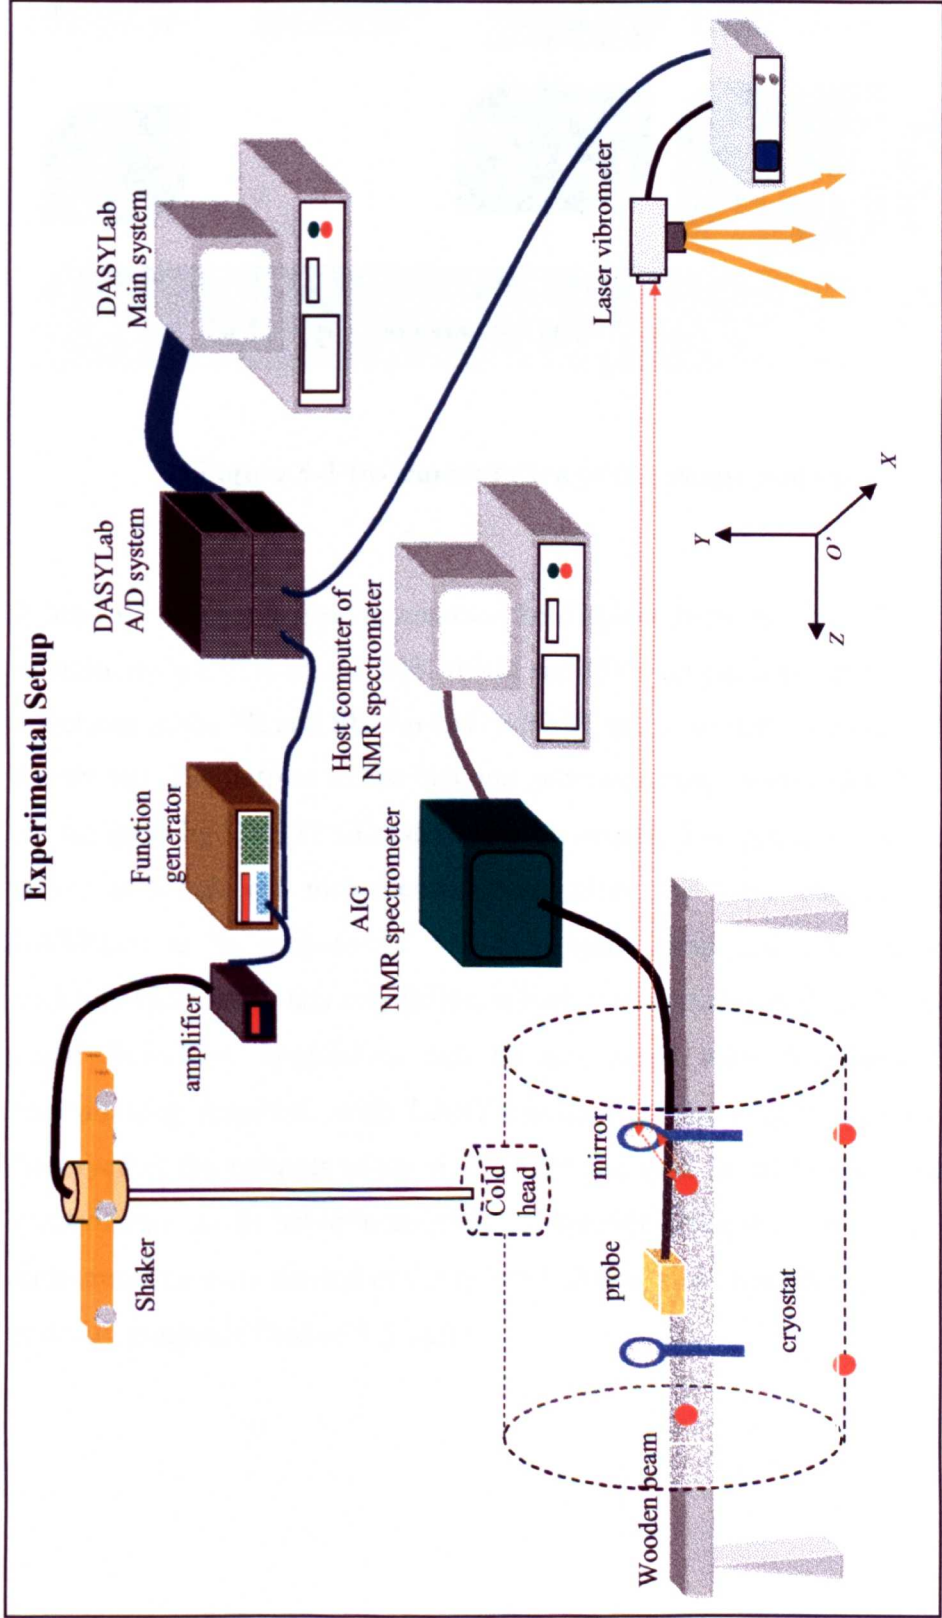 Experimental Setup
Shaker
amplifier
Function
generator
DASYLab
A/D system
DASYLab
Main system
Cold
head
AIG
NMR spectrometer
Host computer of
NMR spectrometer
Wooden beam
probe
mirror
Laser vibrometer
cryostat
Y
Z
O'
X